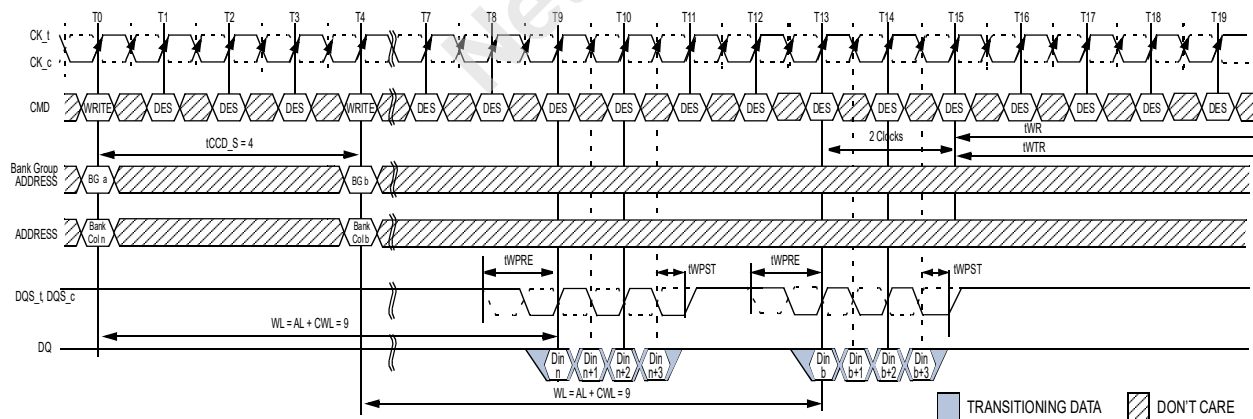 T0 T1 T2 T3 T4 T7 T8 T9 T10 T11 T12 T13 T14 T15 T16 T17 T18 T19
CK_t
CK_c
CMD WRITE DES DES DES WRITE DES DES DES DES DES DES DES DES DES DES DES DES DES
tCCD_S = 4
2 Clocks
tWR
tWTR
Bank Group
ADDRESS
BG a
BG b
ADDRESS
Bank
Col n
Bank
Col b
tWPRE
tWPST
tWPRE
tWPST
DQS_t, DQS_c
WL = AL + CWL = 9
DQ
Din
n
Din
n+1
Din
n+2
Din
n+3
Din
b
Din
b+1
Din
b+2
Din
b+3
WL = AL + CWL = 9
TRANSITIONING DATA
DON'T CARE